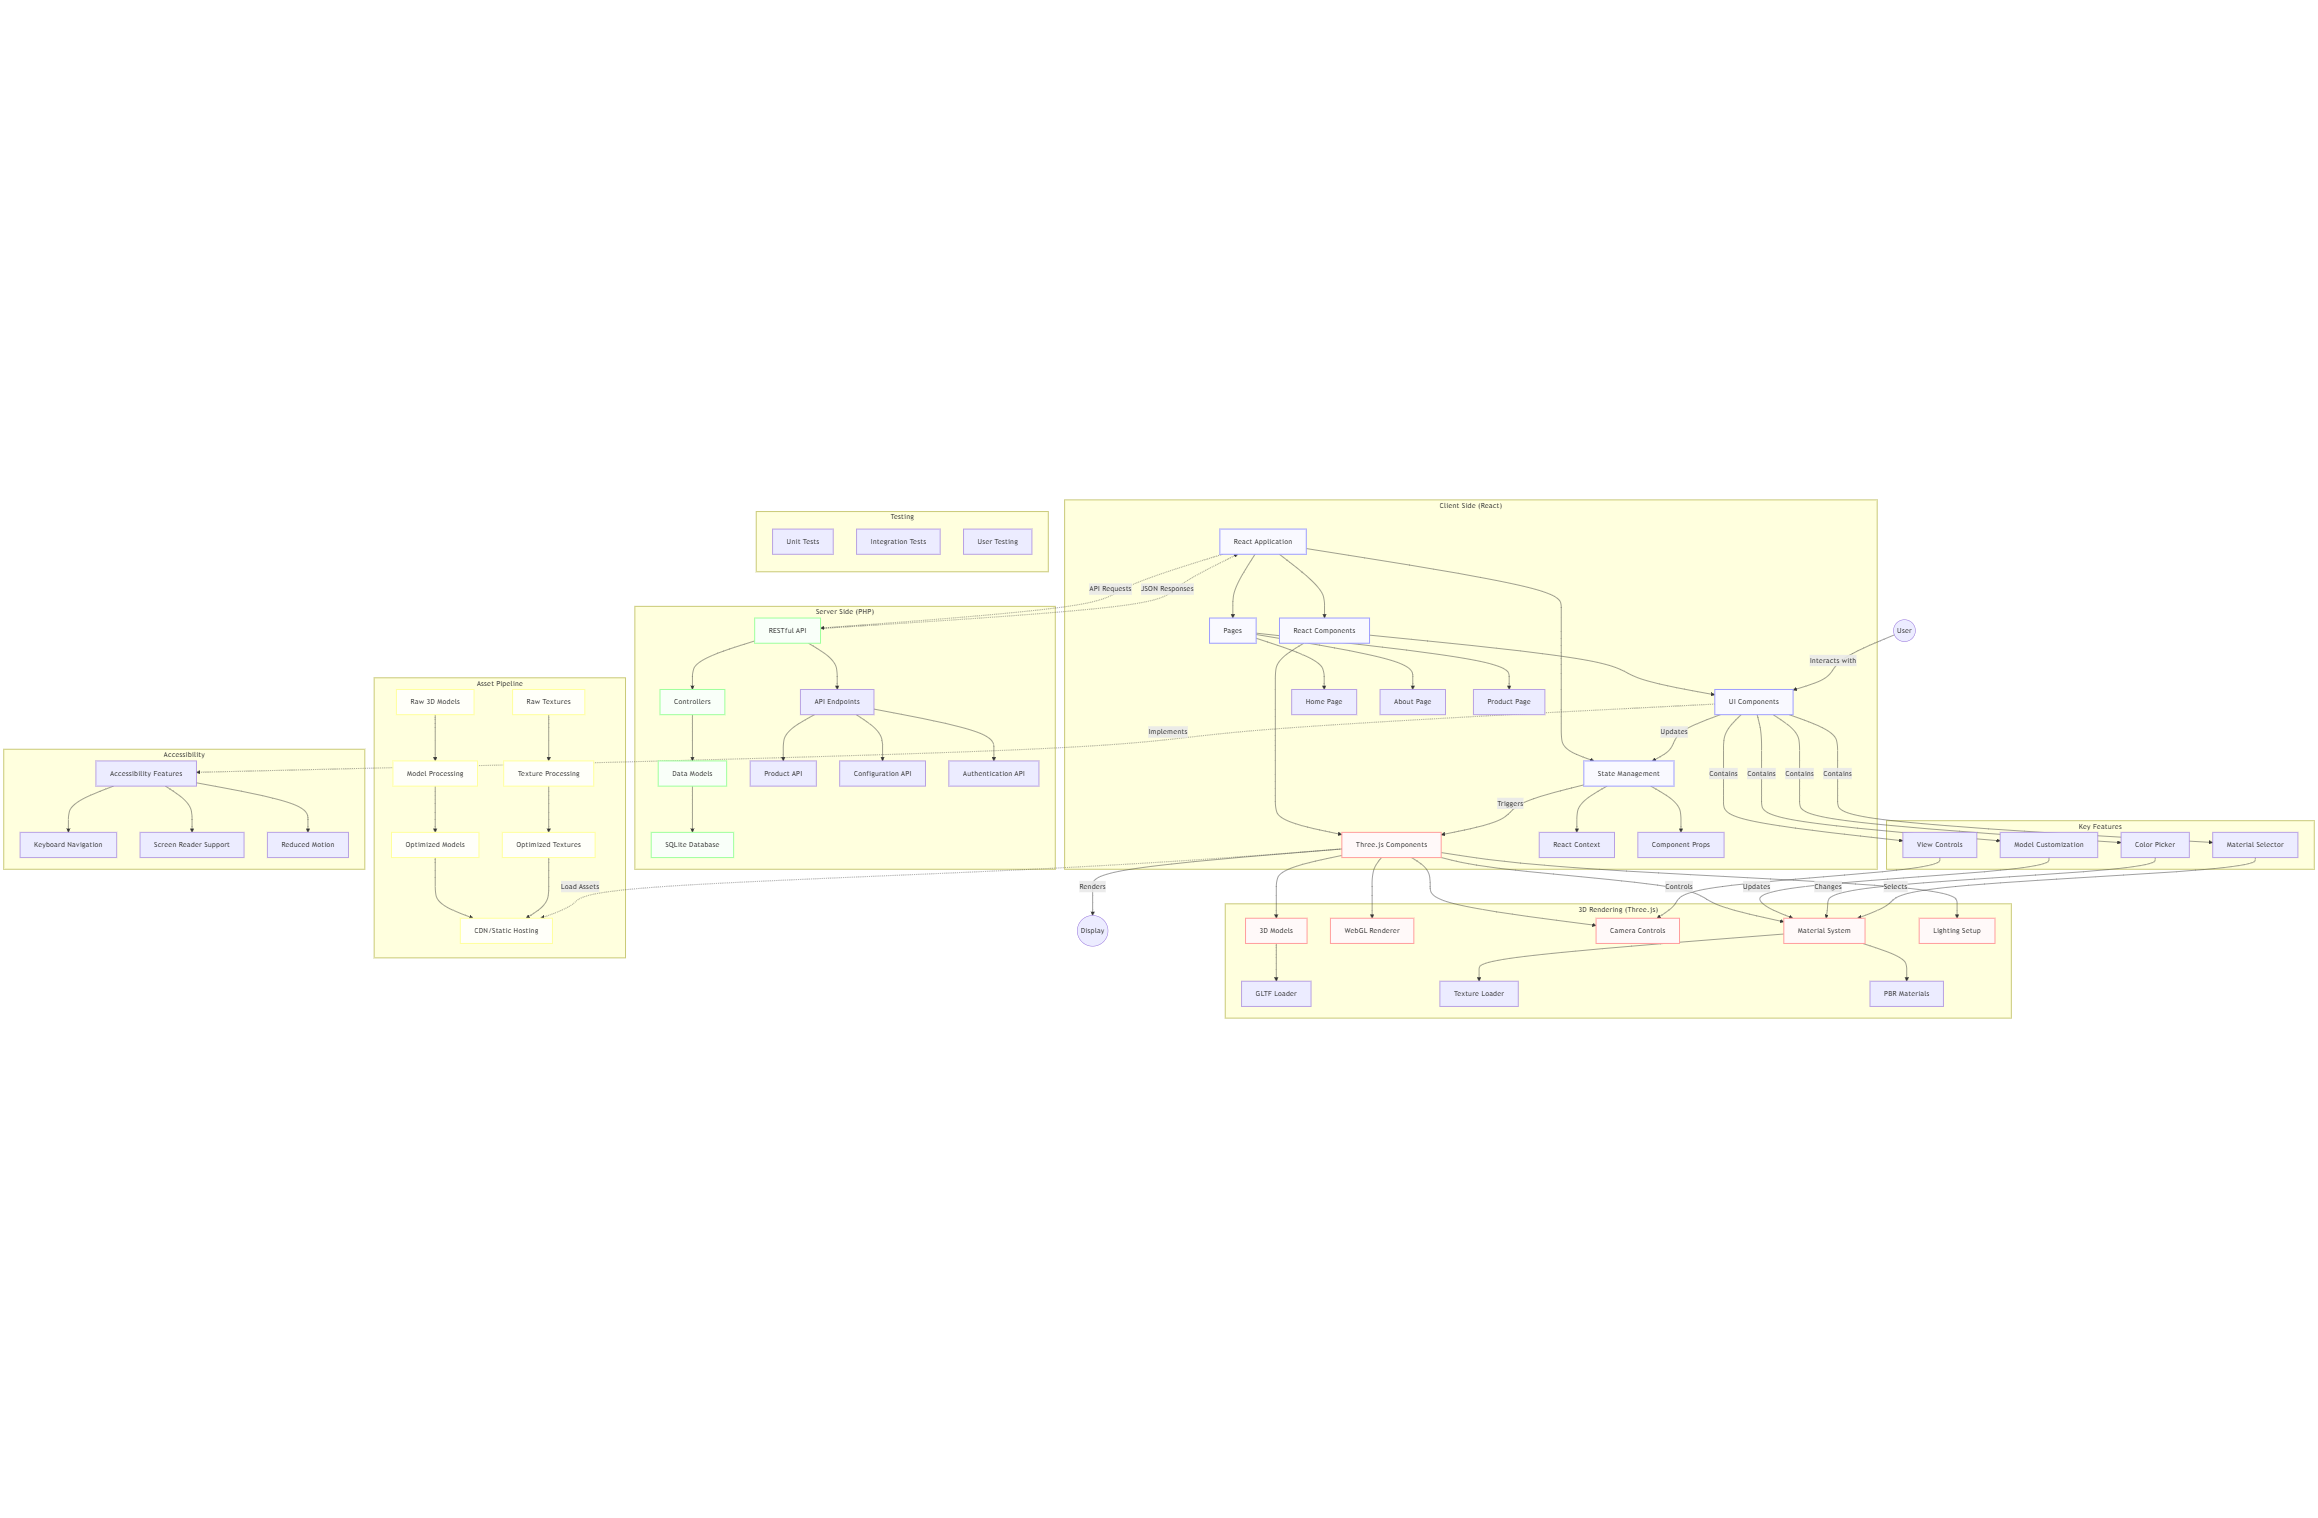 Client Side (React)
Testing
Unit Tests
Integration Tests
User Testing
React Application
API Requests
JSON Responses
Server Side (PHP)
RESTful API
Pages
React Components
User
Interacts with
Asset Pipeline
Raw 3D Models
Raw Textures
Controllers
API Endpoints
Home Page
About Page
Product Page
UI Components
Implements
Updates
Accessibility
Accessibility Features
Model Processing
Texture Processing
Data Models
Product API
Configuration API
Authentication API
State Management
Contains
Contains
Contains
Contains
Triggers
Key Features
Keyboard Navigation
Screen Reader Support
Reduced Motion
Optimized Models
Optimized Textures
SQLite Database
Three.js Components
React Context
Component Props
View Controls
Model Customization
Color Picker
Material Selector
Load Assets
Renders
Controls
Updates
Changes
Selects
3D Rendering (Three.js)
CDN/Static Hosting
Display
3D Models
WebGL Renderer
Camera Controls
Material System
Lighting Setup
GLTF Loader
Texture Loader
PBR Materials